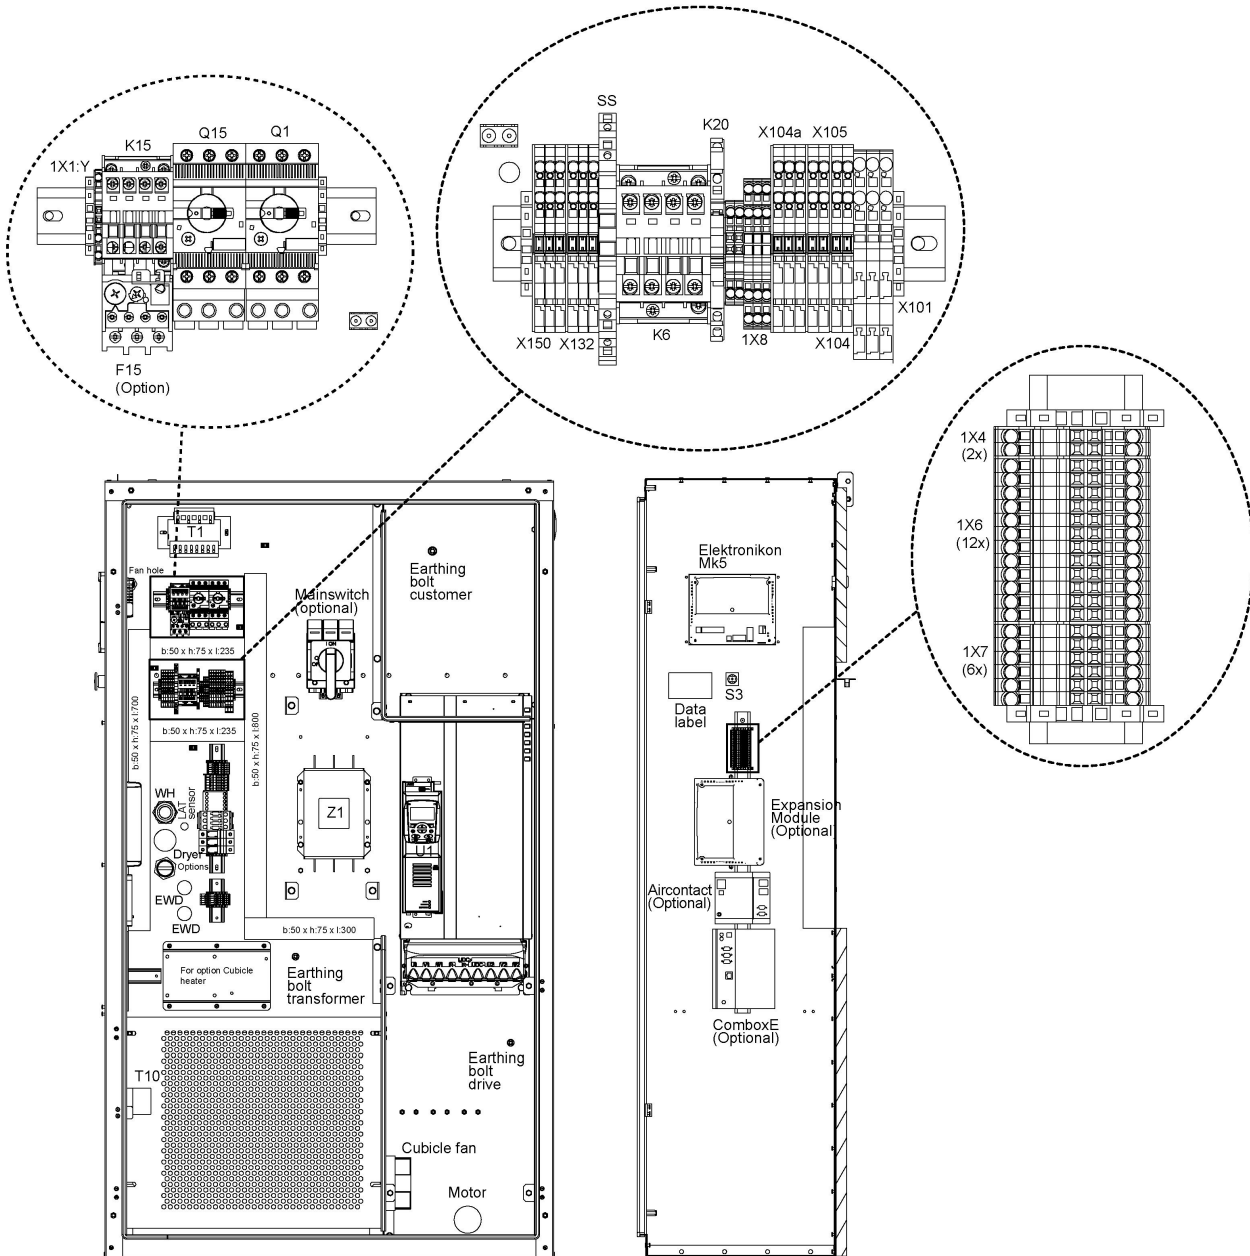 SS
K20
X104a X105
Q15 Q1
K15
1X1:Y
X101
X150 X132 K6 1X8 X104
F15
(Option)
1X4
(2x)
1X6
(12x)
1X7
(6x)
T1
Fan hole
Mainswitch
(optional)
Earthing
bolt
customer
b:50 x h:75 x l:235
b:50 x h:75 x l:235
b:50 x h:75 x l:700
b:50 x h:75 x l:800
I ON
WH
LAT
sensor
Dryer
Options
EWD
EWD
Z1
U1
b:50 x h:75 x l:300
For option Cubicle
heater
Earthing
bolt
transformer
Earthing
bolt
drive
T10
Cubicle fan
Motor
Elektronikon
Mk5
S3
Data
label
Expansion
Module
(Optional)
Aircontact
(Optional)
ComboxE
(Optional)